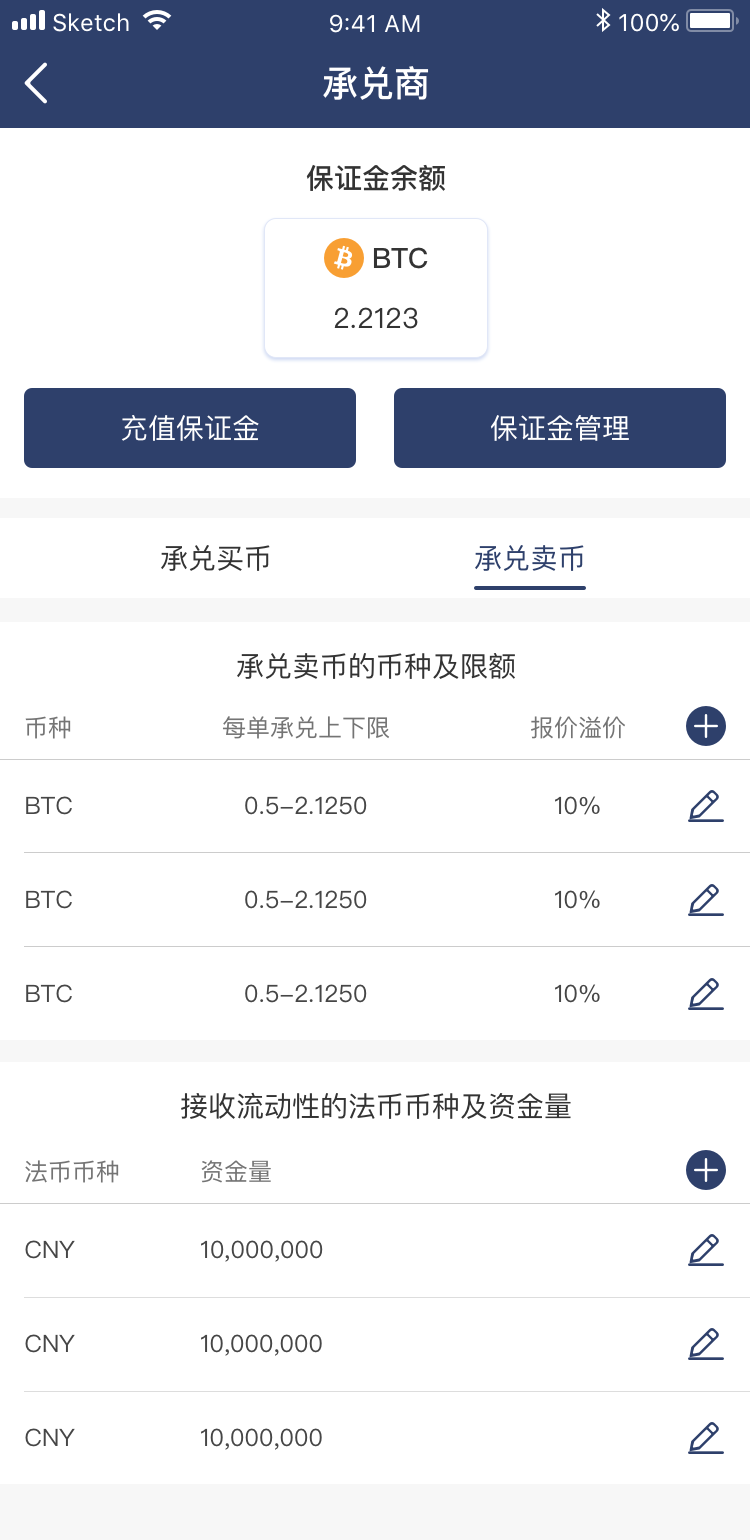 Sketch 9:41 AM 100%
承兑商
保证金余额
BTC
2.2123
充值保证金 保证金管理
承兑买币 承兑卖币
承兑卖币的币种及限额
币种 每单承兑上下限 报价溢价
BTC 0.5–2.1250 10%
BTC 0.5–2.1250 10%
BTC 0.5–2.1250 10%
接收流动性的法币币种及资金量
法币币种 资金量
CNY 10,000,000
CNY 10,000,000
CNY 10,000,000